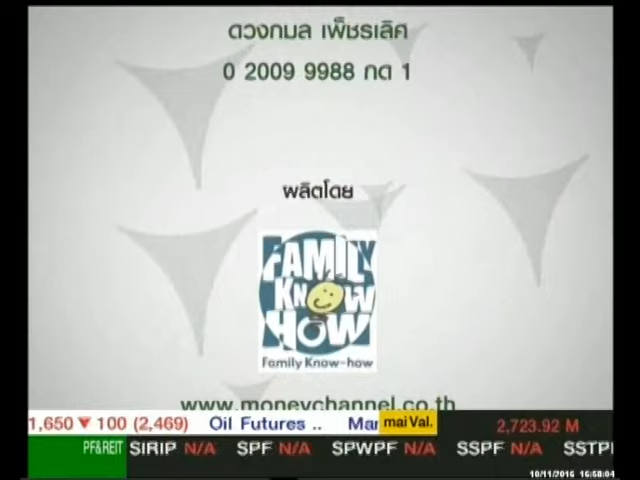 ดวงกมล เพ็ชรเลิศ
0 2009 9988 กด 1
ผลิตโดย
FAMILY
KNOW
HOW
Family Know-how
www.moneychannel.co.th
1,650 ▼ 100 (2,469) Oil Futures .. Mar mai Val. 2,723.92 M
PF&REIT SIRIP N/A SPF N/A SPWPF N/A SSPF N/A SSTPI
10/11/2016 16:58:04